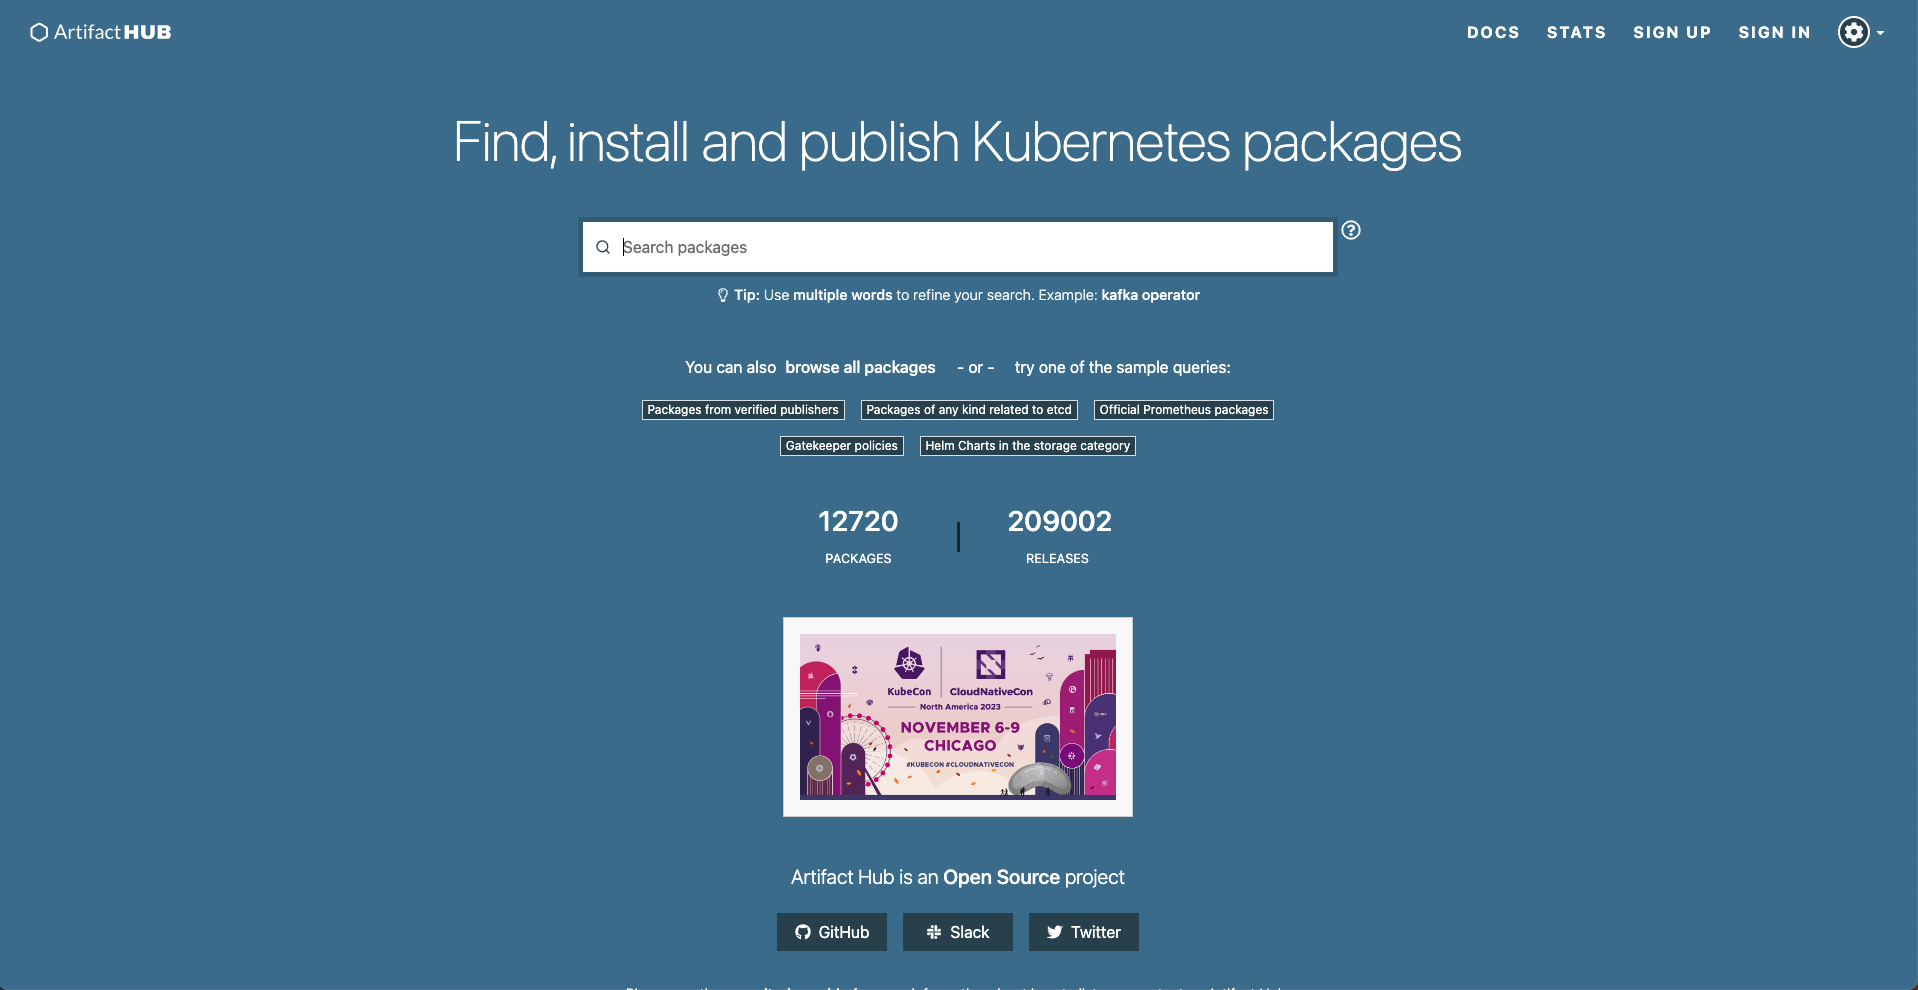 ArtifactHUB
DOCS STATS SIGN UP SIGN IN
Find, install and publish Kubernetes packages
Search packages
Tip: Use multiple words to refine your search. Example: kafka operator
You can also browse all packages - or - try one of the sample queries:
Packages from verified publishers Packages of any kind related to etcd Official Prometheus packages
Gatekeeper policies Helm Charts in the storage category
12720 209002
PACKAGES RELEASES
KubeCon CloudNativeCon
North America 2023
NOVEMBER 6-9
CHICAGO
#KUBECON #CLOUDNATIVECON
Artifact Hub is an Open Source project
GitHub Slack Twitter